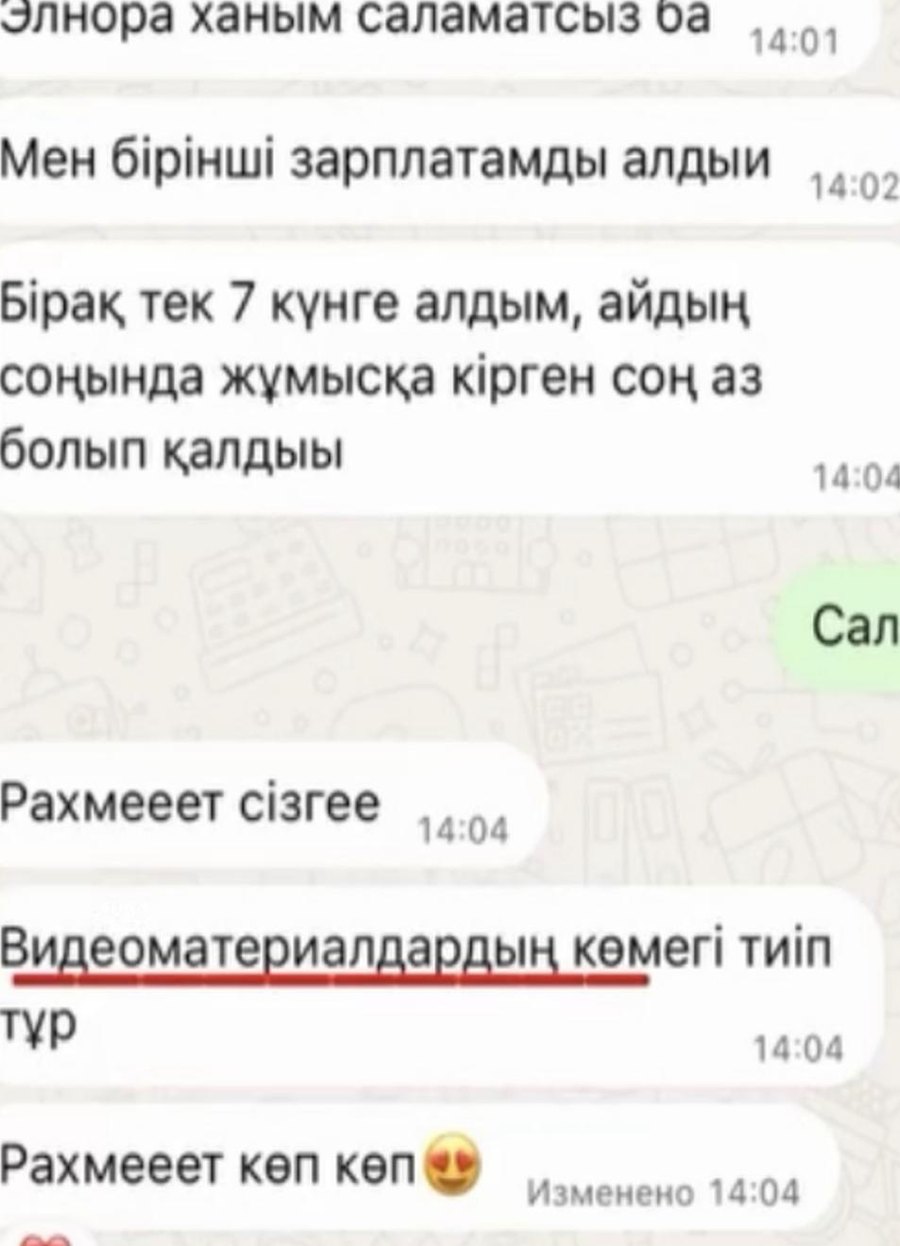 Элнора ханым саламатсыз ба
14:01
Мен бірінші зарплатамды алдыи
14:02
Бірақ тек 7 күнге алдым, айдың
соңында жұмысқа кірген соң аз
болып қалдыы
14:04
Сал
Рахмееет сізгее
14:04
Видеоматериалдардың көмегі тиіп
тұр
14:04
Рахмееет көп көп😍
Изменено 14:04